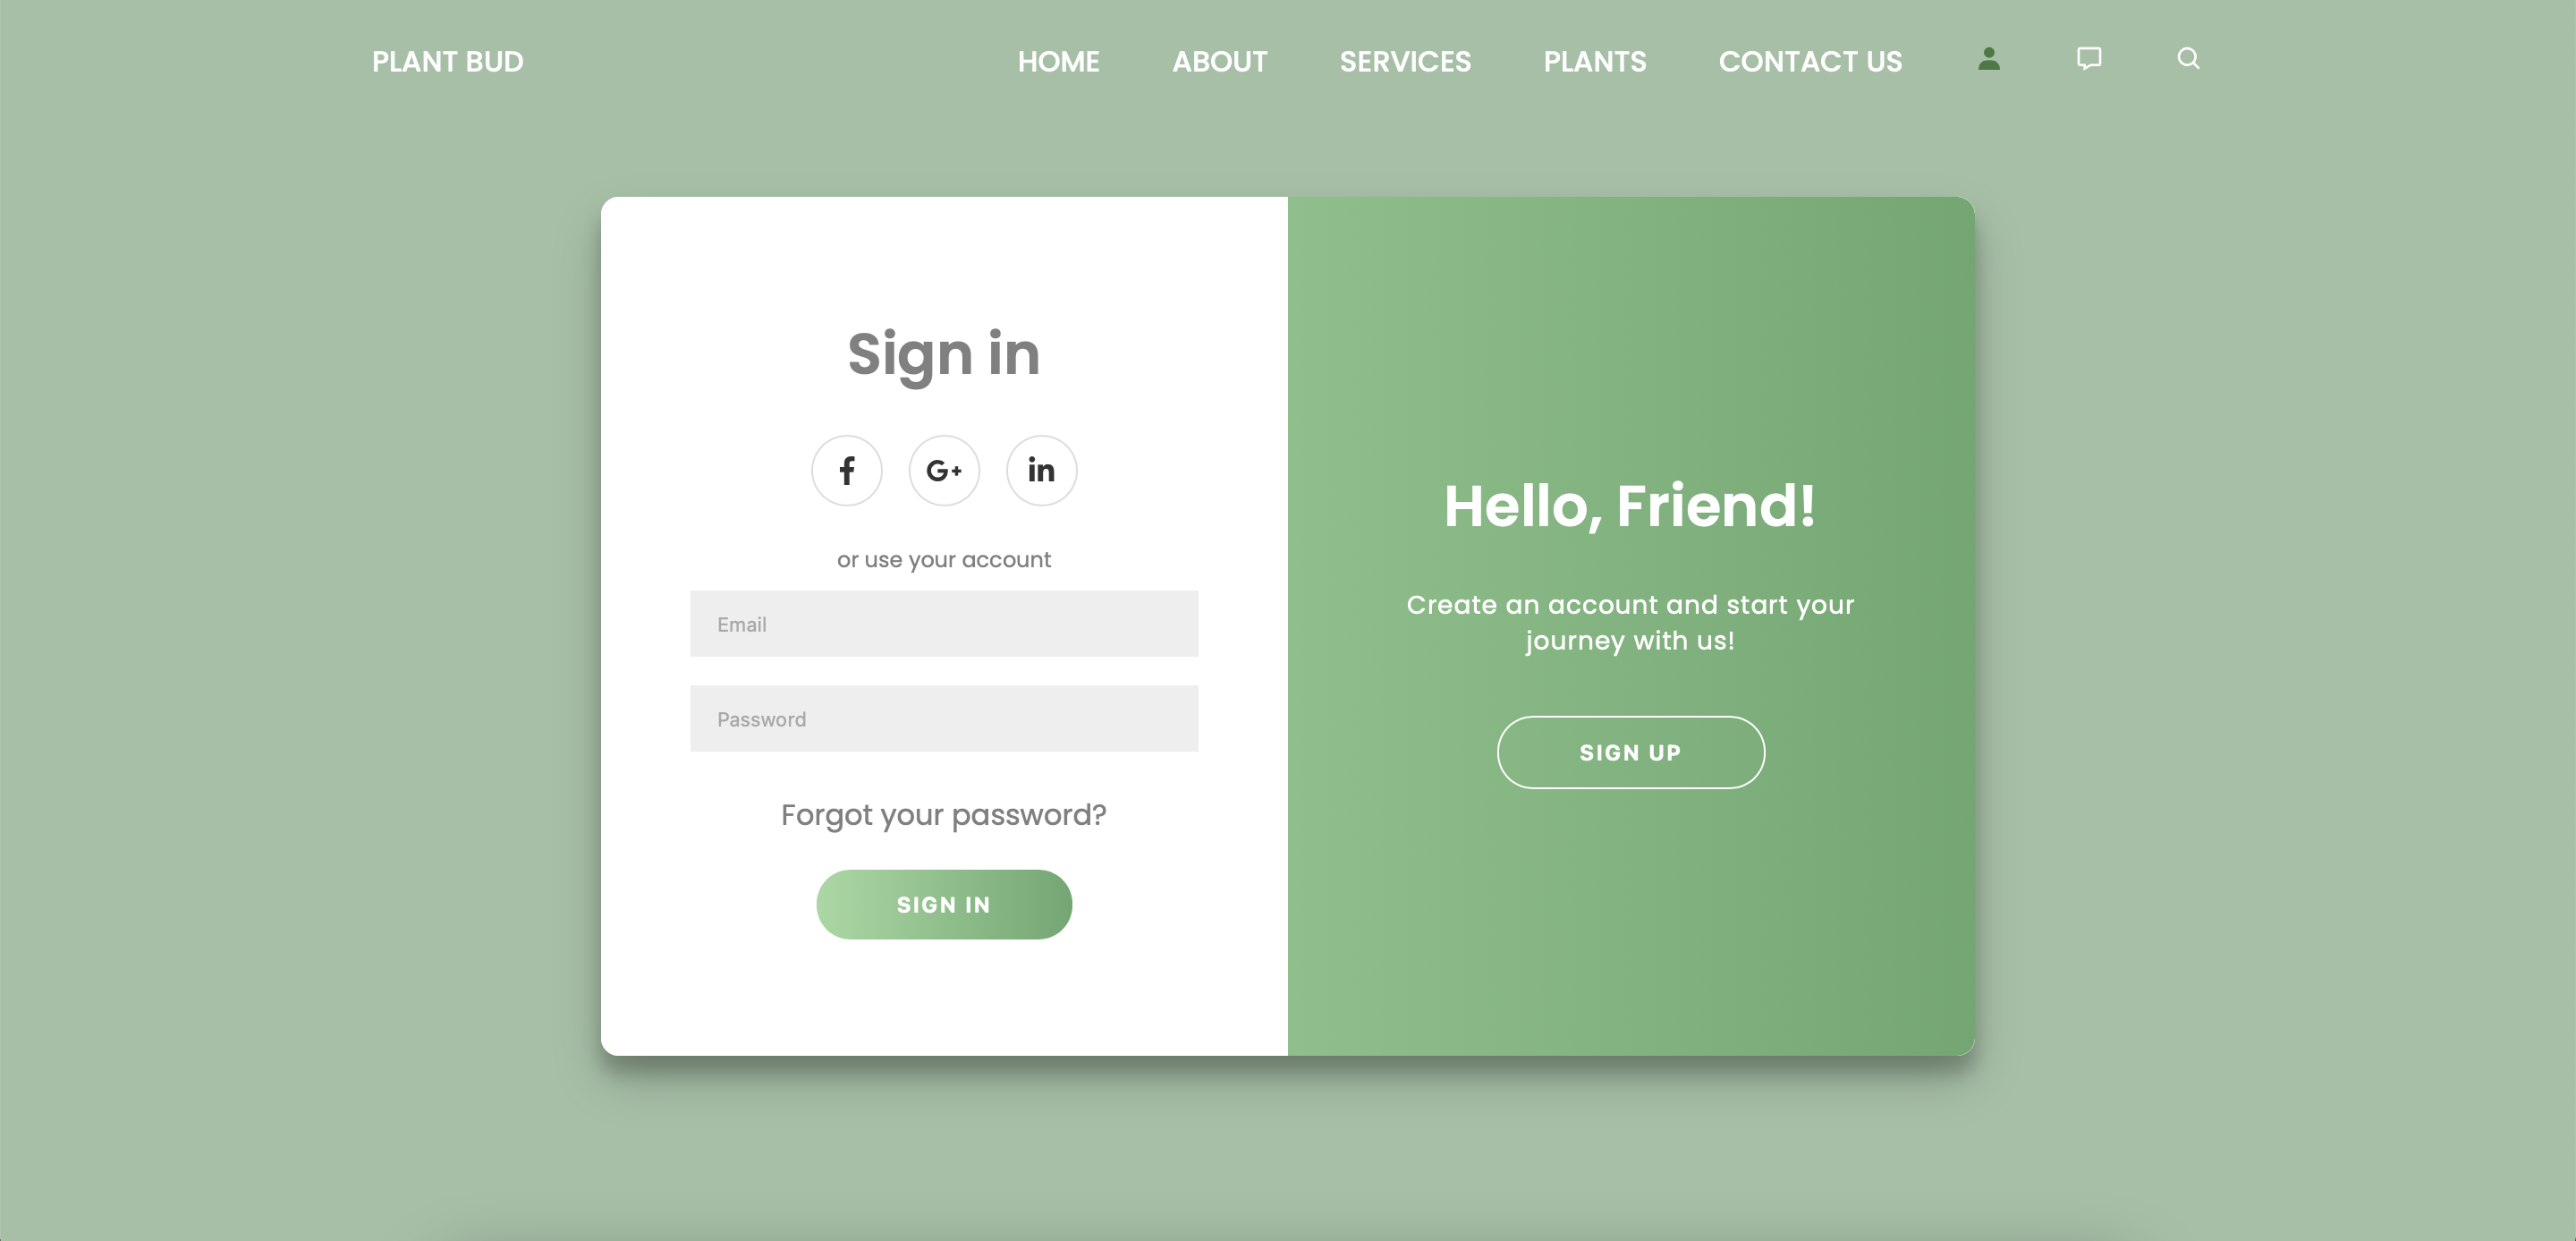 PLANT BUD
HOME
ABOUT
SERVICES
PLANTS
CONTACT US
Sign in
f
G+
in
or use your account
Email
Password
Forgot your password?
SIGN IN
Hello, Friend!
Create an account and start your
journey with us!
SIGN UP